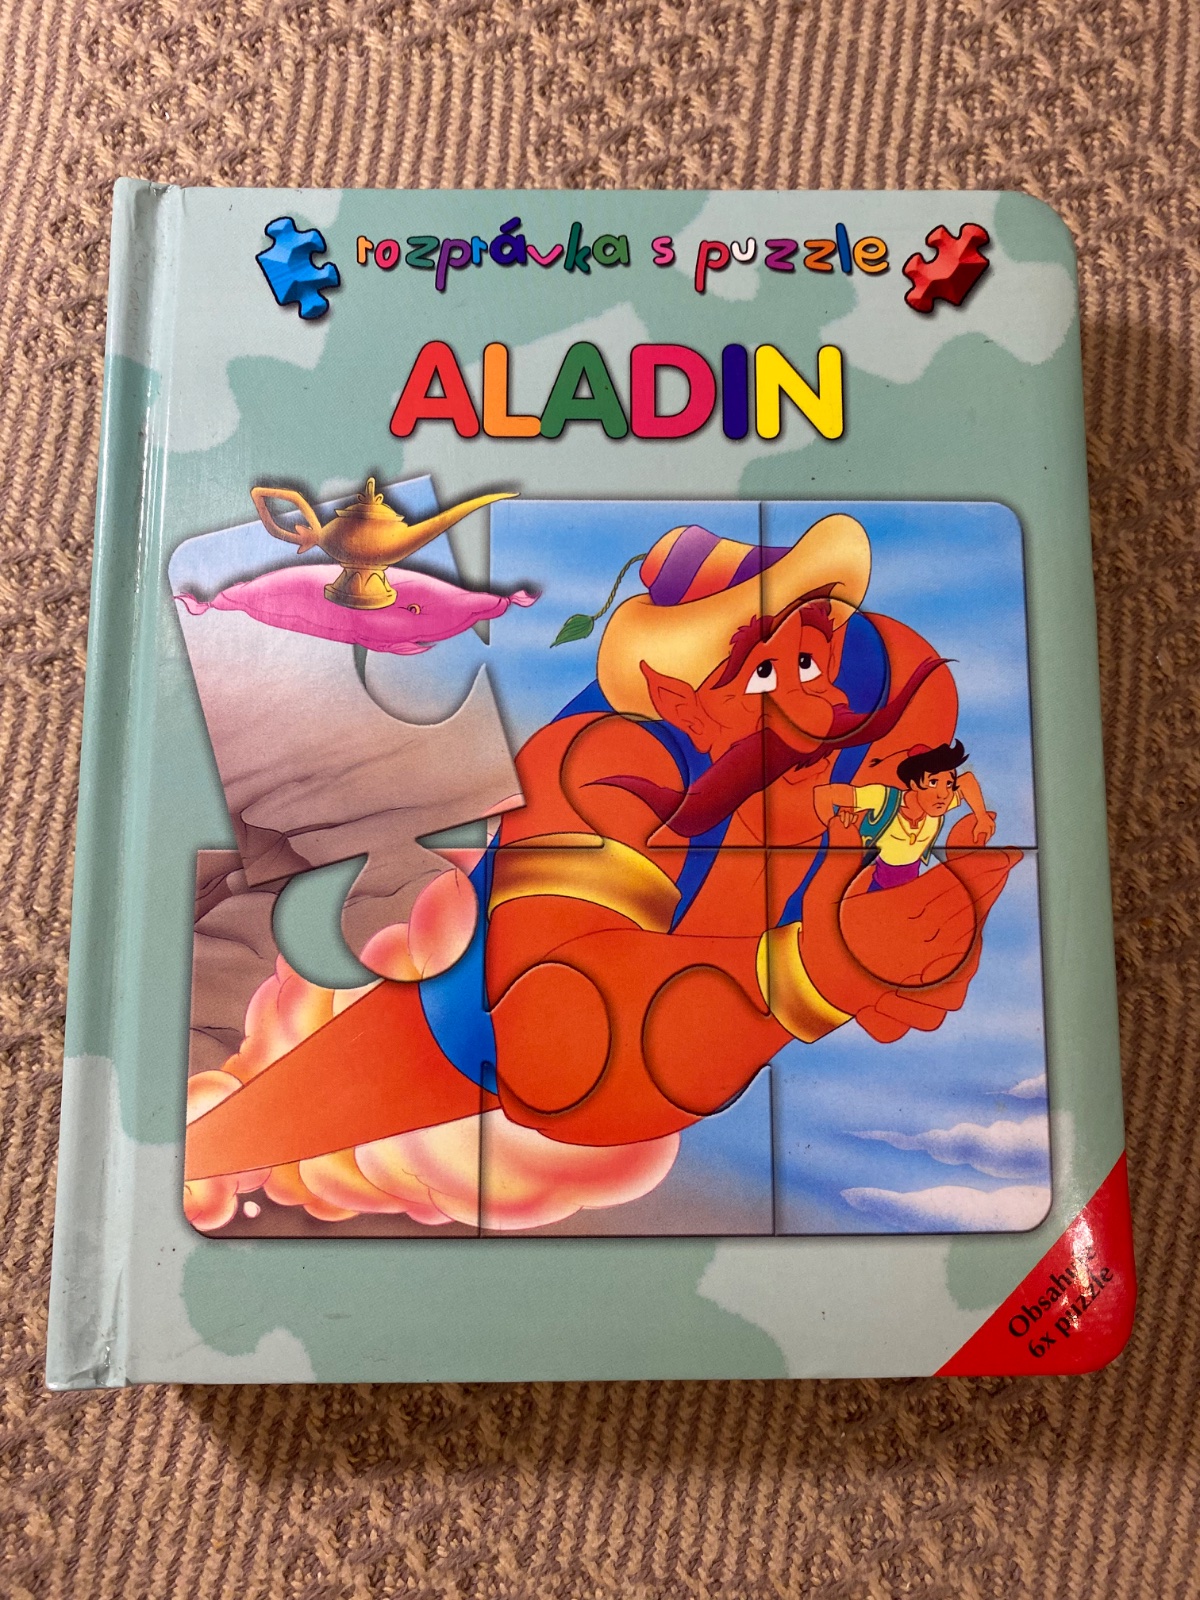 rozprávka s puzzle
ALADIN
Obsahuje
6x puzzle